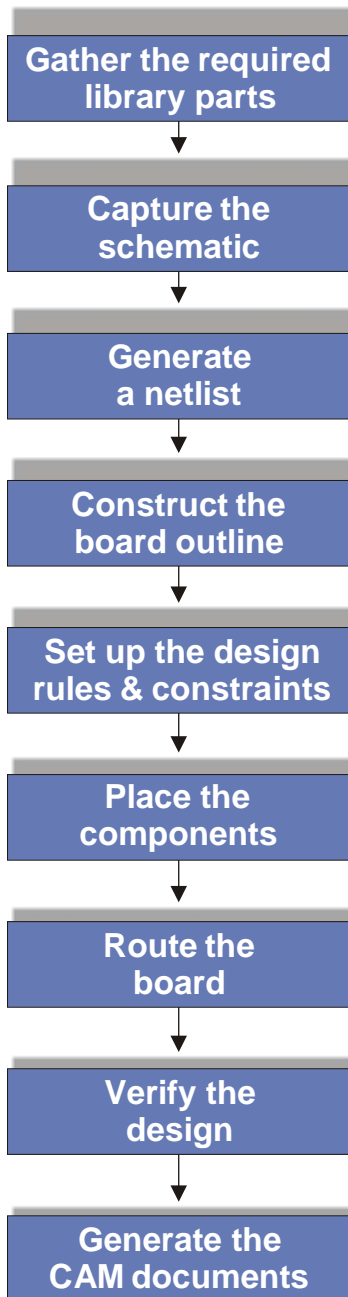 Gather the required
library parts
Capture the
schematic
Generate
a netlist
Construct the
board outline
Set up the design
rules & constraints
Place the
components
Route the
board
Verify the
design
Generate the
CAM documents